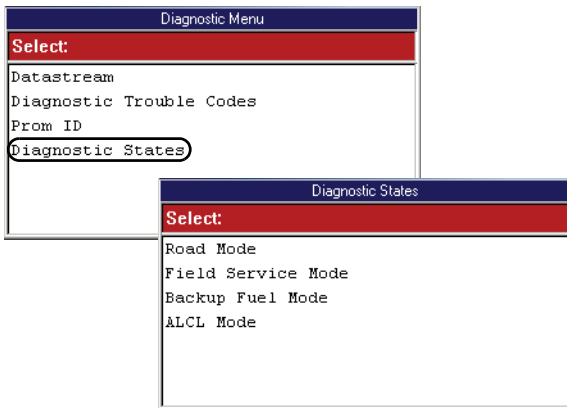 Diagnostic Menu
Select:
Datastream
Diagnostic Trouble Codes
Prom ID
Diagnostic States
Diagnostic States
Select:
Road Mode
Field Service Mode
Backup Fuel Mode
ALCL Mode